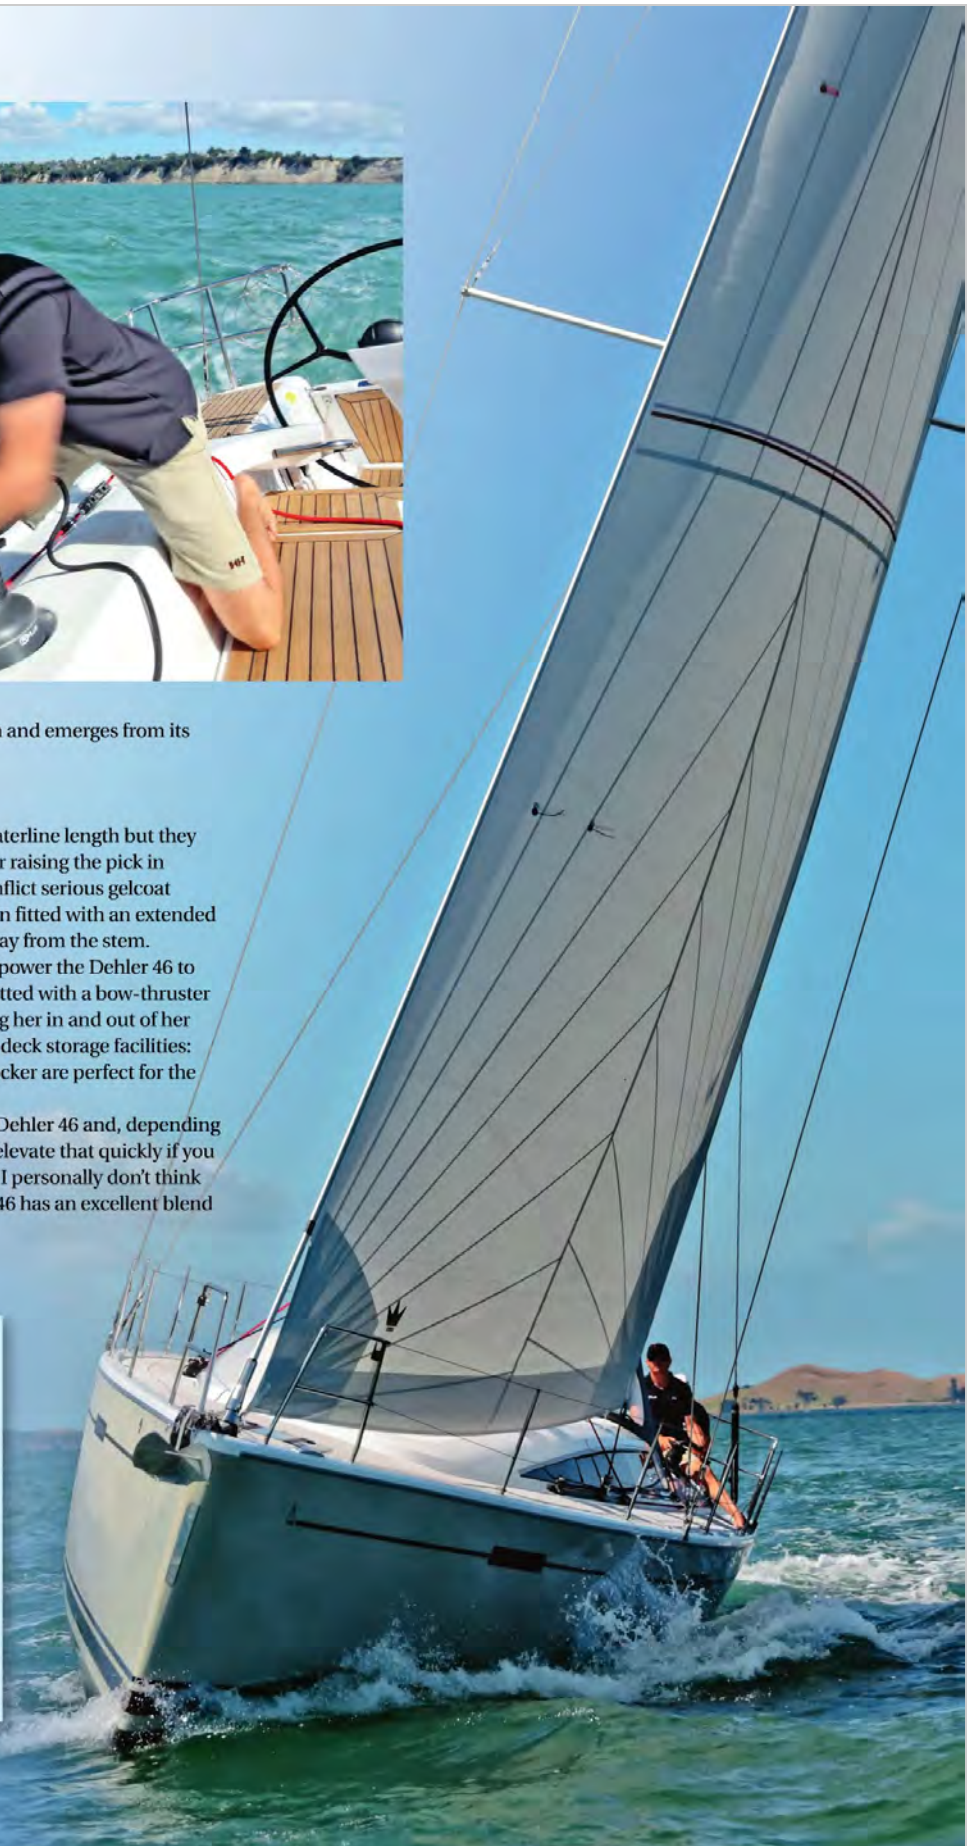 and emerges from its
aterline length but they
r raising the pick in
nflict serious gelcoat
n fitted with an extended
ay from the stem.
power the Dehler 46 to
tted with a bow-thruster
g her in and out of her
deck storage facilities:
cker are perfect for the
Dehler 46 and, depending
elevate that quickly if you
I personally don't think
46 has an excellent blend
HH